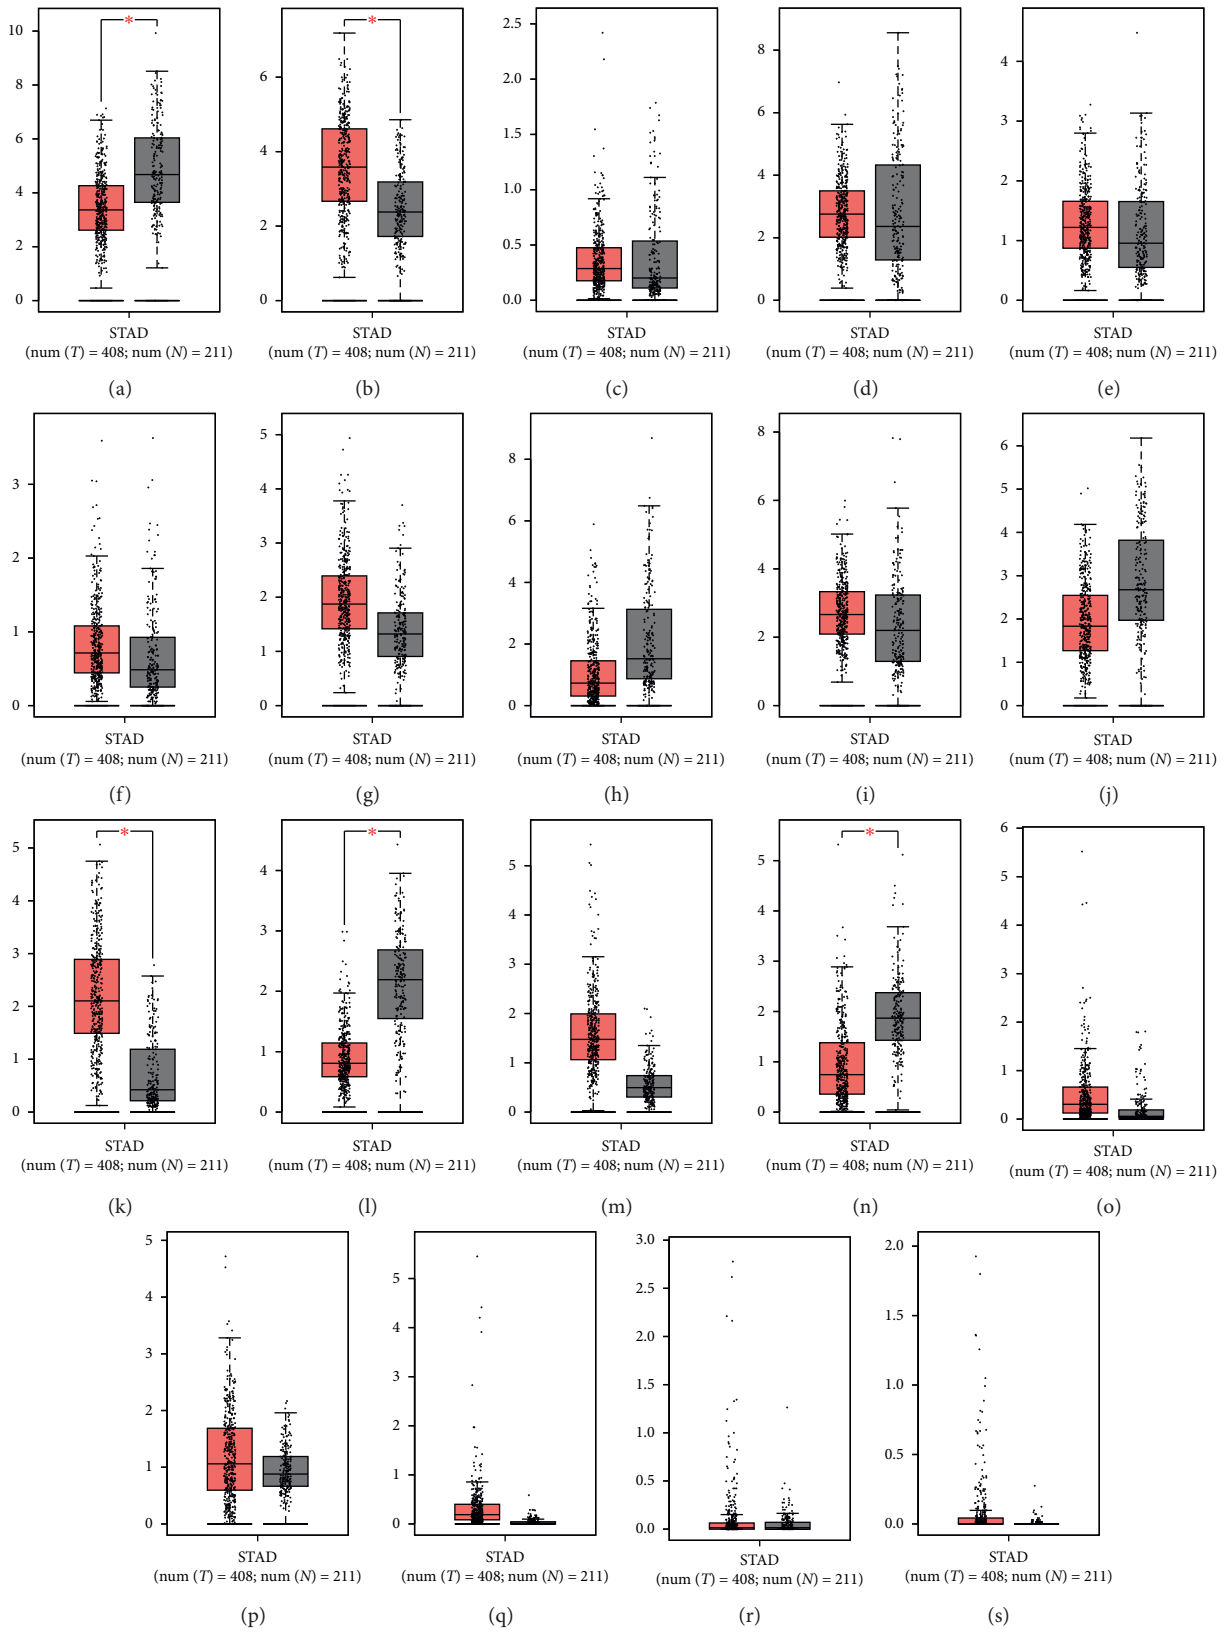 10
8
6
4
2
0
*
STAD
(num (T) = 408; num (N) = 211)
(a)
6
4
2
0
*
STAD
(num (T) = 408; num (N) = 211)
(b)
2.5
2.0
1.5
1.0
0.5
0.0
STAD
(num (T) = 408; num (N) = 211)
(c)
8
6
4
2
0
STAD
(num (T) = 408; num (N) = 211)
(d)
4
3
2
1
0
STAD
(num (T) = 408; num (N) = 211)
(e)
3
2
1
0
STAD
(num (T) = 408; num (N) = 211)
(f)
5
4
3
2
1
0
STAD
(num (T) = 408; num (N) = 211)
(g)
8
6
4
2
0
STAD
(num (T) = 408; num (N) = 211)
(h)
8
6
4
2
0
STAD
(num (T) = 408; num (N) = 211)
(i)
6
5
4
3
2
1
0
STAD
(num (T) = 408; num (N) = 211)
(j)
5
4
3
2
1
0
*
STAD
(num (T) = 408; num (N) = 211)
(k)
4
3
2
1
0
*
STAD
(num (T) = 408; num (N) = 211)
(l)
5
4
3
2
1
0
STAD
(num (T) = 408; num (N) = 211)
(m)
5
4
3
2
1
0
*
STAD
(num (T) = 408; num (N) = 211)
(n)
6
5
4
3
2
1
0
STAD
(num (T) = 408; num (N) = 211)
(o)
5
4
3
2
1
0
STAD
(num (T) = 408; num (N) = 211)
(p)
5
4
3
2
1
0
STAD
(num (T) = 408; num (N) = 211)
(q)
3.0
2.5
2.0
1.5
1.0
0.5
0.0
STAD
(num (T) = 408; num (N) = 211)
(r)
2.0
1.5
1.0
0.5
0.0
STAD
(num (T) = 408; num (N) = 211)
(s)